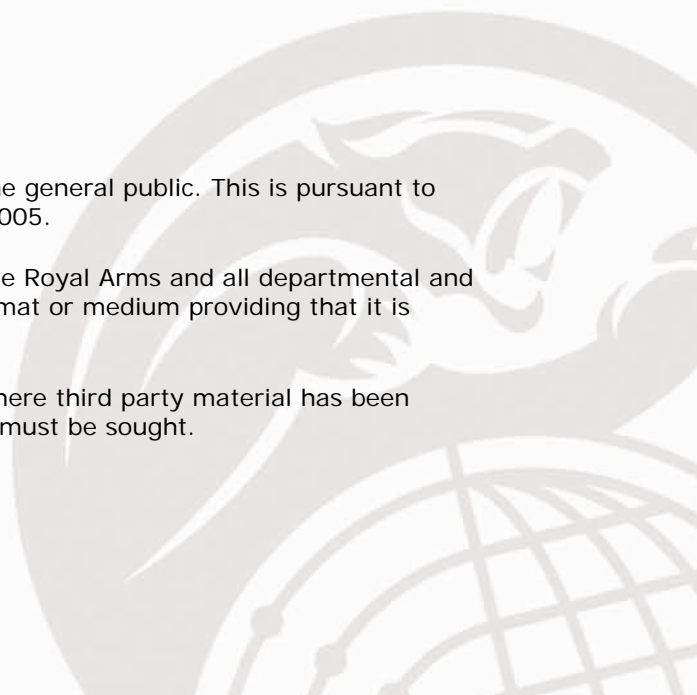 e general public. This is pursuant to
005.
e Royal Arms and all departmental and
mat or medium providing that it is
here third party material has been
must be sought.